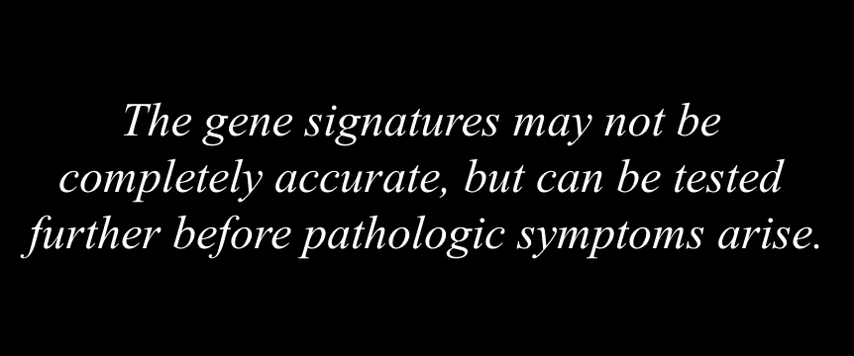 The gene signatures may not be
completely accurate, but can be tested
further before pathologic symptoms arise.